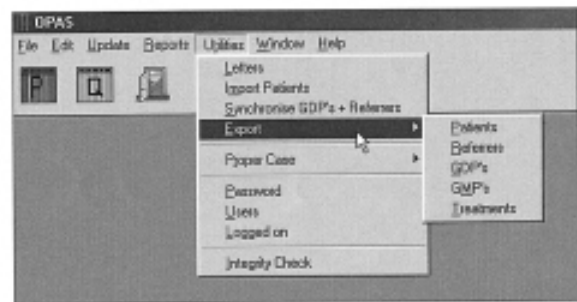 OPAS
File Edit Update Reports Utilities Window Help
P Q
Letters
Import Patients
Synchronise GDP's + Referrers
Export
Proper Case
Password
Users
Logged on
Integrity Check
Patients
Referrers
GDP's
GMP's
Treatments